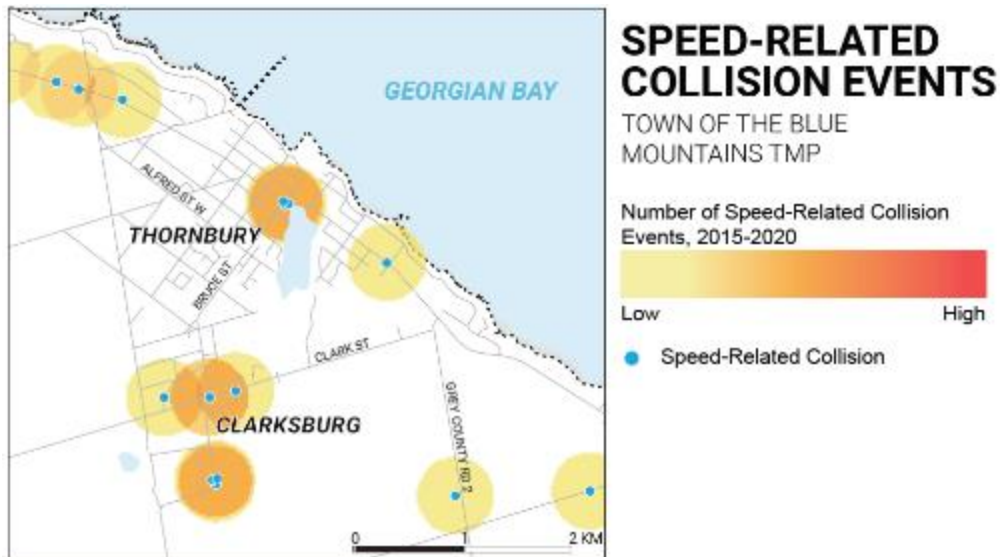 SPEED-RELATED
COLLISION EVENTS
TOWN OF THE BLUE
MOUNTAINS TMP
Number of Speed-Related Collision
Events, 2015-2020
Low High
Speed-Related Collision
GEORGIAN BAY
ALFRED ST W
THORNBURY
BRUCE ST
CLARK ST
CLARKSBURG
GREY COUNTY RD 2
0 1 2 KM